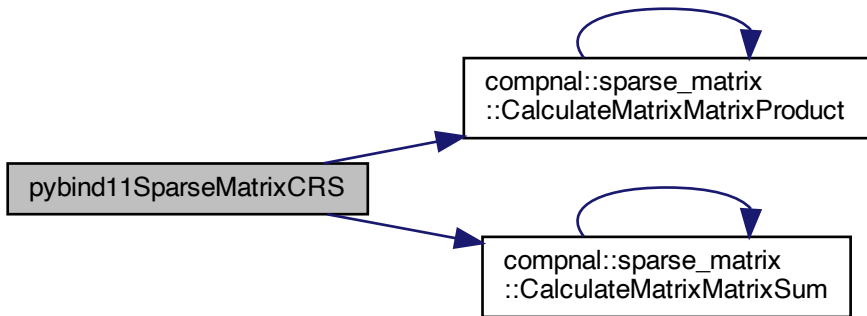 compnal::sparse_matrix
::CalculateMatrixMatrixProduct
pybind11SparseMatrixCRS
compnal::sparse_matrix
::CalculateMatrixMatrixSum